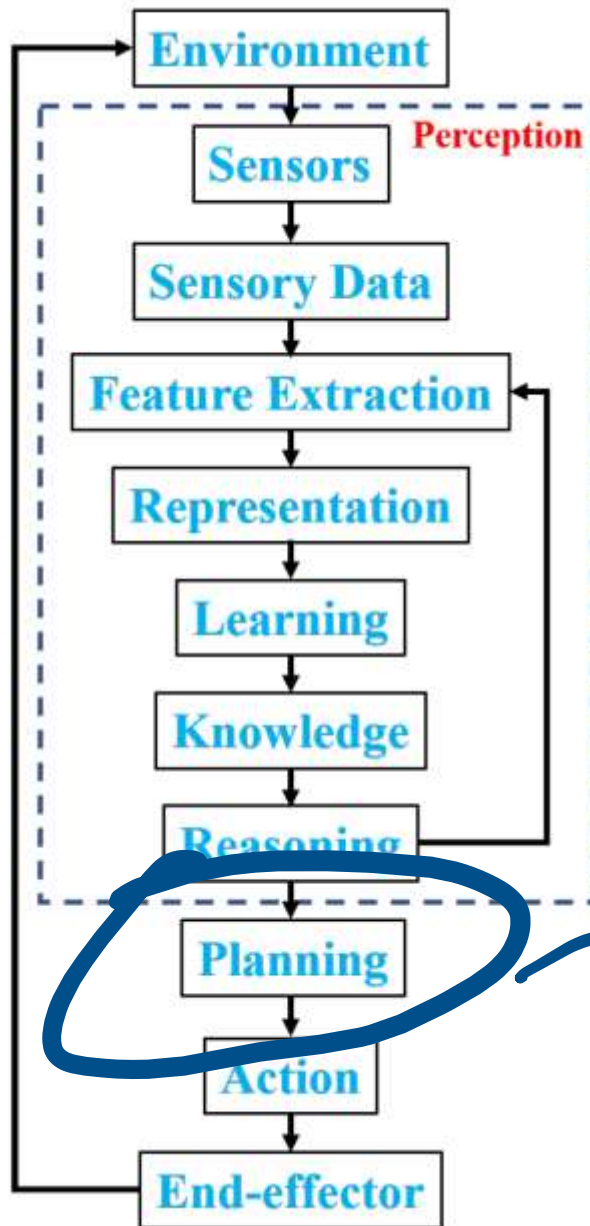 Environment
Perception
Sensors
Sensory Data
Feature Extraction
Representation
Learning
Knowledge
Reasoning
Planning
Action
End-effector